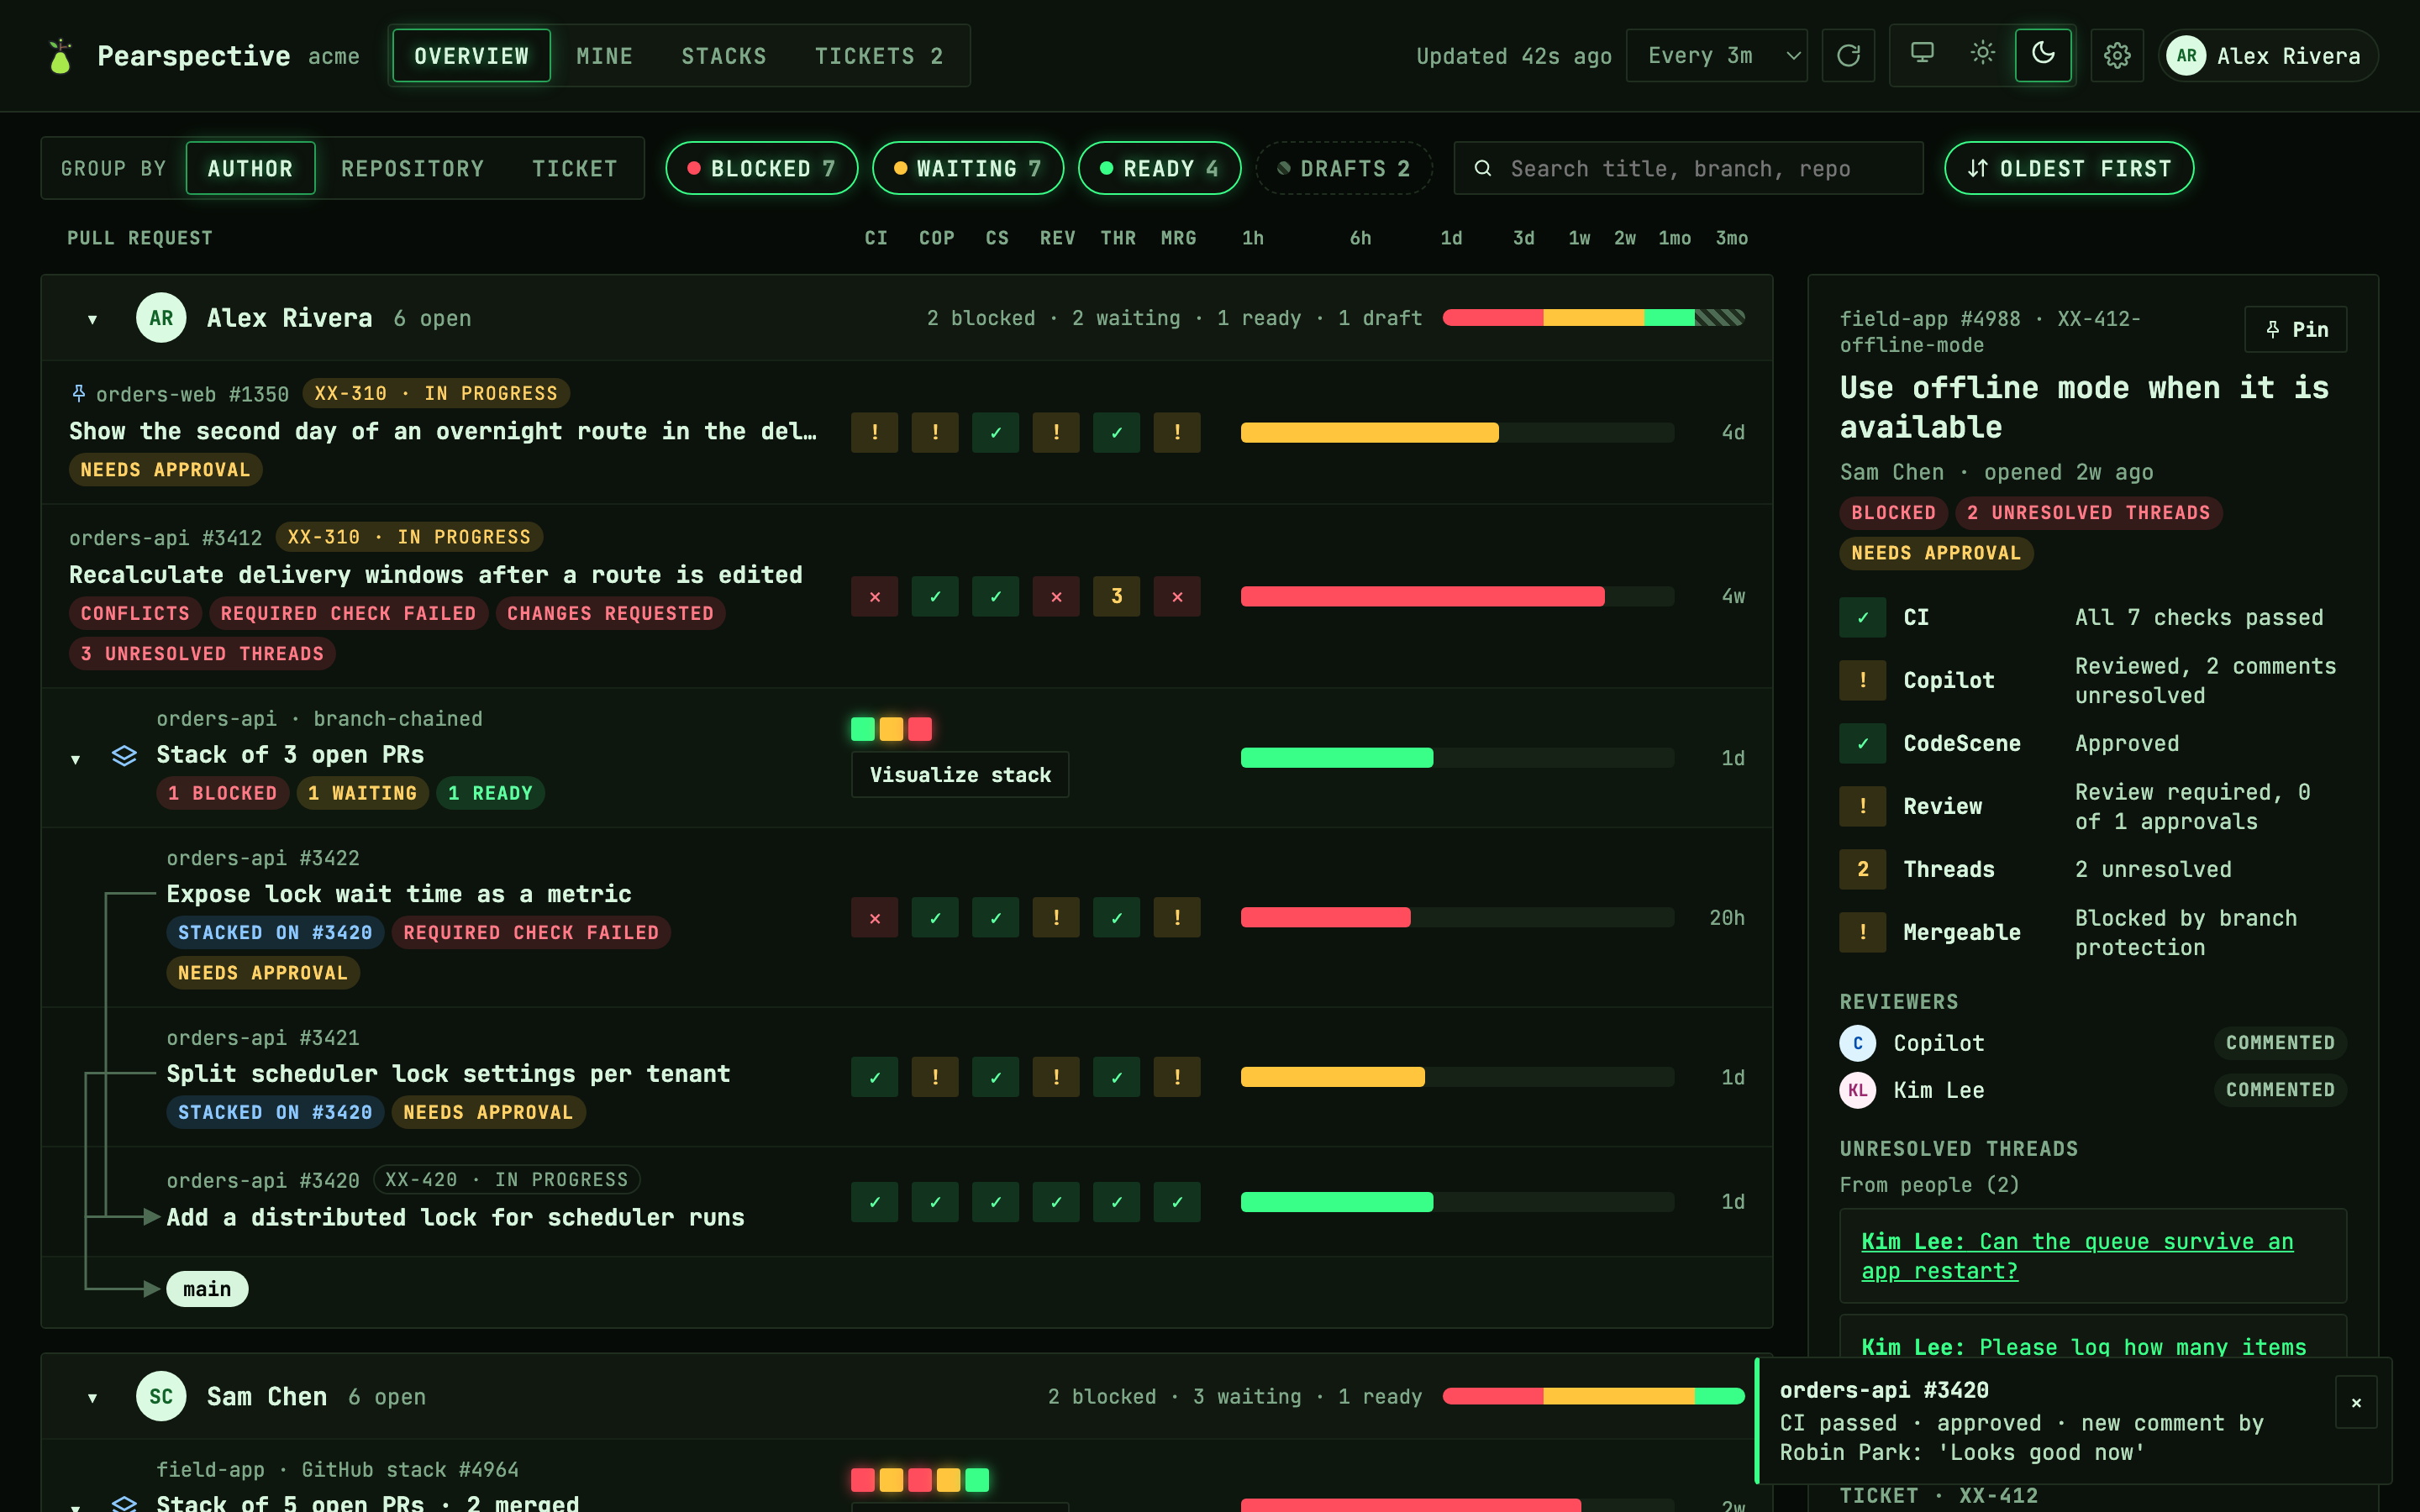 Pearspective acme
OVERVIEW MINE STACKS TICKETS 2
Updated 42s ago
Every 3m
AR Alex Rivera
GROUP BY AUTHOR REPOSITORY TICKET
BLOCKED 7
WAITING 7
READY 4
DRAFTS 2
Search title, branch, repo
OLDEST FIRST
PULL REQUEST CI COP CS REV THR MRG 1h 6h 1d 3d 1w 2w 1mo 3mo
▼ AR Alex Rivera 6 open 2 blocked · 2 waiting · 1 ready · 1 draft
orders-web #1350 XX-310 · IN PROGRESS
Show the second day of an overnight route in the del… ! ! ✓ ! ✓ ! 4d
NEEDS APPROVAL
orders-api #3412 XX-310 · IN PROGRESS
Recalculate delivery windows after a route is edited × ✓ ✓ × 3 × 4w
CONFLICTS REQUIRED CHECK FAILED CHANGES REQUESTED
3 UNRESOLVED THREADS
orders-api · branch-chained
▼ Stack of 3 open PRs Visualize stack 1d
1 BLOCKED 1 WAITING 1 READY
orders-api #3422
Expose lock wait time as a metric × ✓ ✓ ! ✓ ! 20h
STACKED ON #3420 REQUIRED CHECK FAILED
NEEDS APPROVAL
orders-api #3421
Split scheduler lock settings per tenant ✓ ! ✓ ! ✓ ! 1d
STACKED ON #3420 NEEDS APPROVAL
orders-api #3420 XX-420 · IN PROGRESS
Add a distributed lock for scheduler runs ✓ ✓ ✓ ✓ ✓ ✓ 1d
main
▼ SC Sam Chen 6 open 2 blocked · 3 waiting · 1 ready
field-app · GitHub stack #4964
Stack of 5 open PRs · 2 merged 2w
field-app #4988 · XX-412-
offline-mode
Pin
Use offline mode when it is
available
Sam Chen · opened 2w ago
BLOCKED 2 UNRESOLVED THREADS
NEEDS APPROVAL
✓ CI All 7 checks passed
! Copilot Reviewed, 2 comments
unresolved
✓ CodeScene Approved
! Review Review required, 0
of 1 approvals
2 Threads 2 unresolved
! Mergeable Blocked by branch
protection
REVIEWERS
C Copilot COMMENTED
KL Kim Lee COMMENTED
UNRESOLVED THREADS
From people (2)
Kim Lee: Can the queue survive an
app restart?
Kim Lee: Please log how many items
orders-api #3420 ×
CI passed · approved · new comment by
Robin Park: 'Looks good now'
TICKET · XX-412